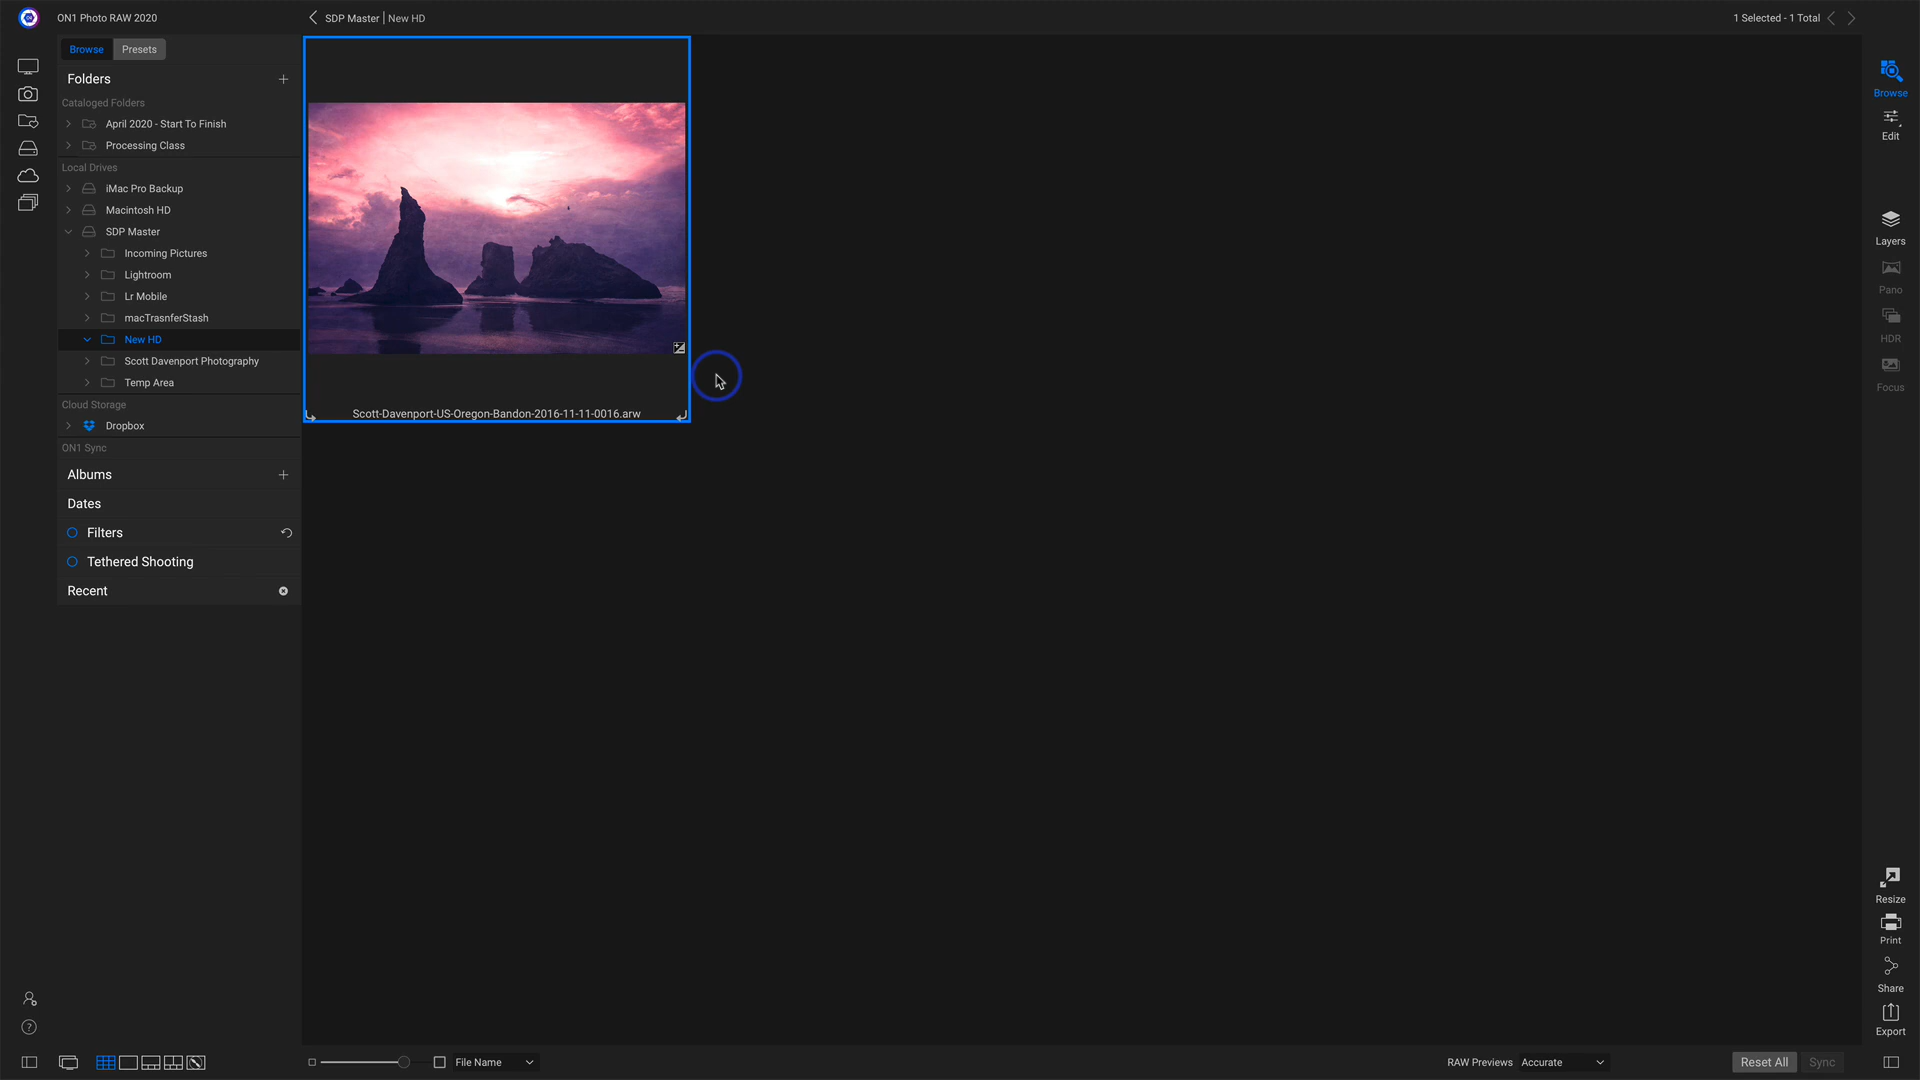 ON1 Photo RAW 2020
SDP Master | New HD
1 Selected - 1 Total
Browse
Presets
Folders
Cataloged Folders
April 2020 - Start To Finish
Processing Class
Local Drives
iMac Pro Backup
Macintosh HD
SDP Master
Incoming Pictures
Lightroom
Lr Mobile
macTrasnferStash
New HD
Scott Davenport Photography
Temp Area
Cloud Storage
Dropbox
ON1 Sync
Albums
Dates
Filters
Tethered Shooting
Recent
Scott-Davenport-US-Oregon-Bandon-2016-11-11-0016.arw
Browse
Edit
Layers
Pano
HDR
Focus
Resize
Print
Share
Export
File Name
RAW Previews Accurate
Reset All
Sync